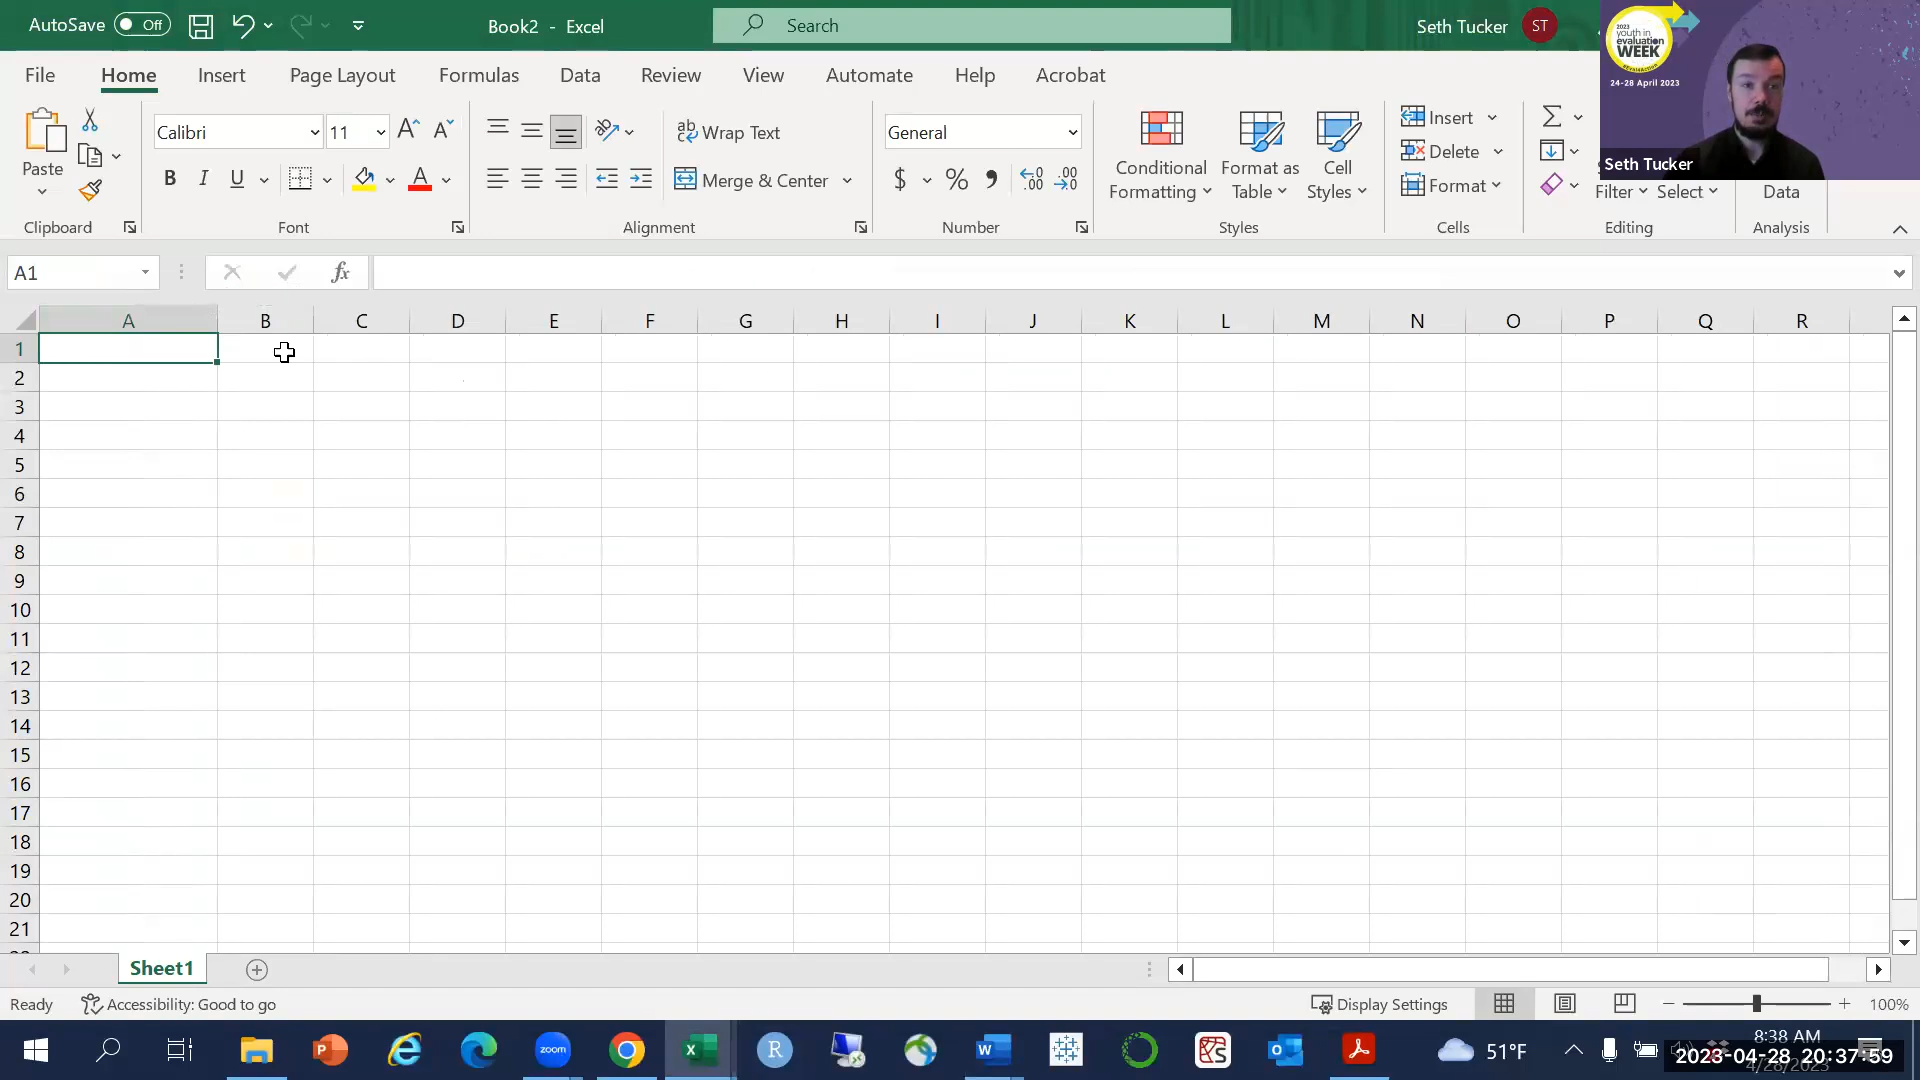 AutoSave Off Book2 - Excel Search Seth Tucker ST
File Home Insert Page Layout Formulas Data Review View Automate Help Acrobat
2023
youth in
evaluation
WEEK
24-28 April 2023
Seth Tucker
Paste
Clipboard
Calibri 11
B I U A
Font
ab Wrap Text
Merge & Center
Alignment
General
$ % 9 .00
Number
Conditional Formatting
Format as Table
Cell Styles
Styles
Insert
Delete
Format
Cells
Σ
Filter Select
Editing
Data
Analysis
A1 fx
A B C D E F G H I J K L M N O P Q R
1
2
3
4
5
6
7
8
9
10
11
12
13
14
15
16
17
18
19
20
21
Sheet1
Ready Accessibility: Good to go Display Settings 100%
P zoom X R W 51°F 8:38 AM
2023-04-28 20:37:59
4/28/2023